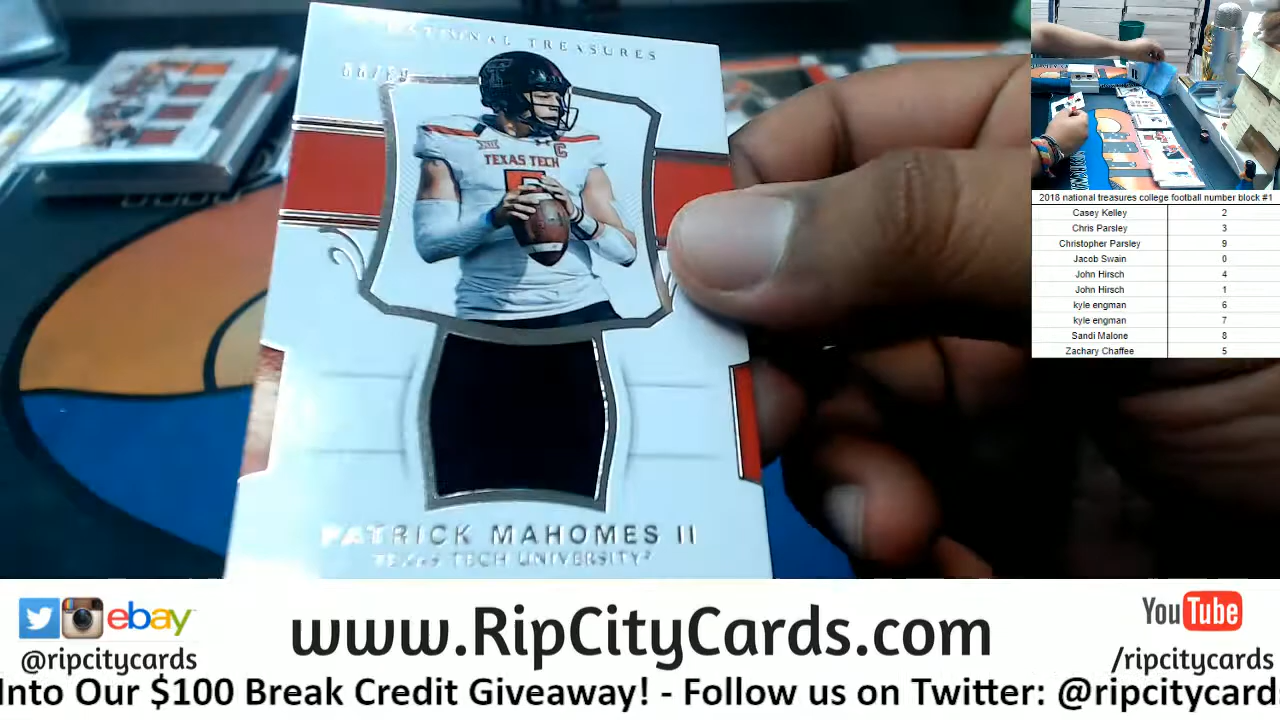 NATIONAL TREASURES
TEXAS TECH
PATRICK MAHOMES II
TEXAS TECH UNIVERSITY
2018 national treasures college football number block #1
Casey Kelley 2
Chris Parsley 3
Christopher Parsley 9
Jacob Swain 0
John Hirsch 4
John Hirsch 1
kyle engman 6
kyle engman 7
Sandi Malone 8
Zachary Chaffee 5
ebay
@ripcitycards
www.RipCityCards.com
YouTube
/ripcitycards
Into Our $100 Break Credit Giveaway! - Follow us on Twitter: @ripcitycard